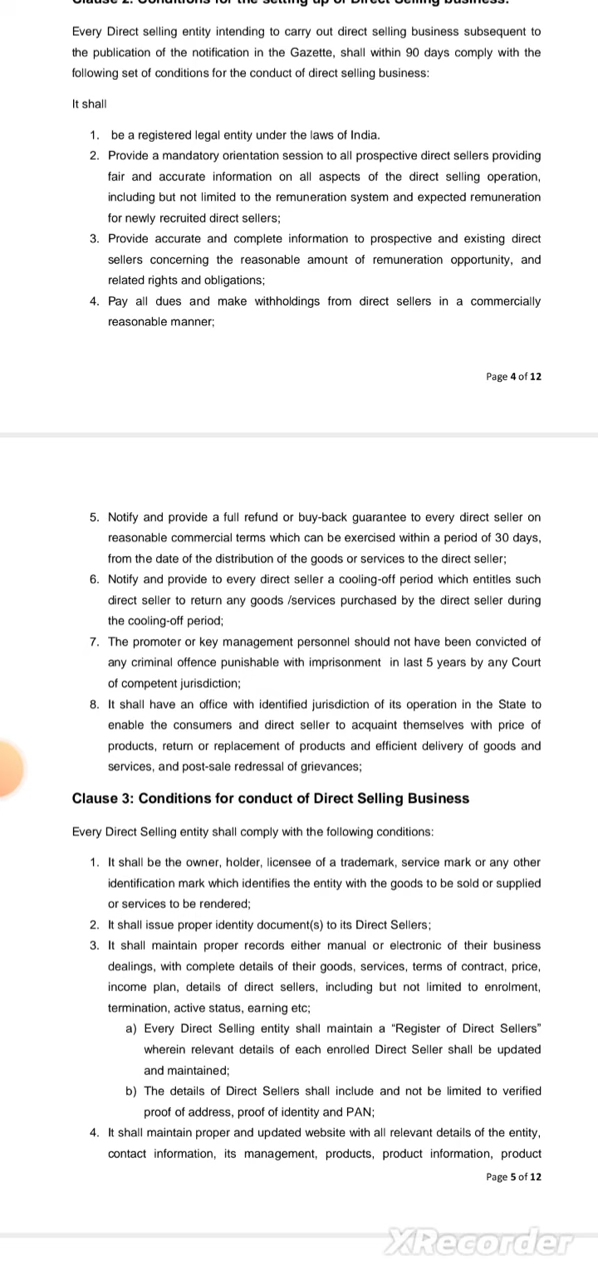 Clause 2: Conditions for the setting up of Direct Selling business:
Every Direct selling entity intending to carry out direct selling business subsequent to
the publication of the notification in the Gazette, shall within 90 days comply with the
following set of conditions for the conduct of direct selling business:
It shall
1. be a registered legal entity under the laws of India.
2. Provide a mandatory orientation session to all prospective direct sellers providing
fair and accurate information on all aspects of the direct selling operation,
including but not limited to the remuneration system and expected remuneration
for newly recruited direct sellers;
3. Provide accurate and complete information to prospective and existing direct
sellers concerning the reasonable amount of remuneration opportunity, and
related rights and obligations;
4. Pay all dues and make withholdings from direct sellers in a commercially
reasonable manner;
Page 4 of 12
5. Notify and provide a full refund or buy-back guarantee to every direct seller on
reasonable commercial terms which can be exercised within a period of 30 days,
from the date of the distribution of the goods or services to the direct seller;
6. Notify and provide to every direct seller a cooling-off period which entitles such
direct seller to return any goods /services purchased by the direct seller during
the cooling-off period;
7. The promoter or key management personnel should not have been convicted of
any criminal offence punishable with imprisonment in last 5 years by any Court
of competent jurisdiction;
8. It shall have an office with identified jurisdiction of its operation in the State to
enable the consumers and direct seller to acquaint themselves with price of
products, return or replacement of products and efficient delivery of goods and
services, and post-sale redressal of grievances;
Clause 3: Conditions for conduct of Direct Selling Business
Every Direct Selling entity shall comply with the following conditions:
1. It shall be the owner, holder, licensee of a trademark, service mark or any other
identification mark which identifies the entity with the goods to be sold or supplied
or services to be rendered;
2. It shall issue proper identity document(s) to its Direct Sellers;
3. It shall maintain proper records either manual or electronic of their business
dealings, with complete details of their goods, services, terms of contract, price,
income plan, details of direct sellers, including but not limited to enrolment,
termination, active status, earning etc;
a) Every Direct Selling entity shall maintain a “Register of Direct Sellers”
wherein relevant details of each enrolled Direct Seller shall be updated
and maintained;
b) The details of Direct Sellers shall include and not be limited to verified
proof of address, proof of identity and PAN;
4. It shall maintain proper and updated website with all relevant details of the entity,
contact information, its management, products, product information, product
Page 5 of 12
XRecorder